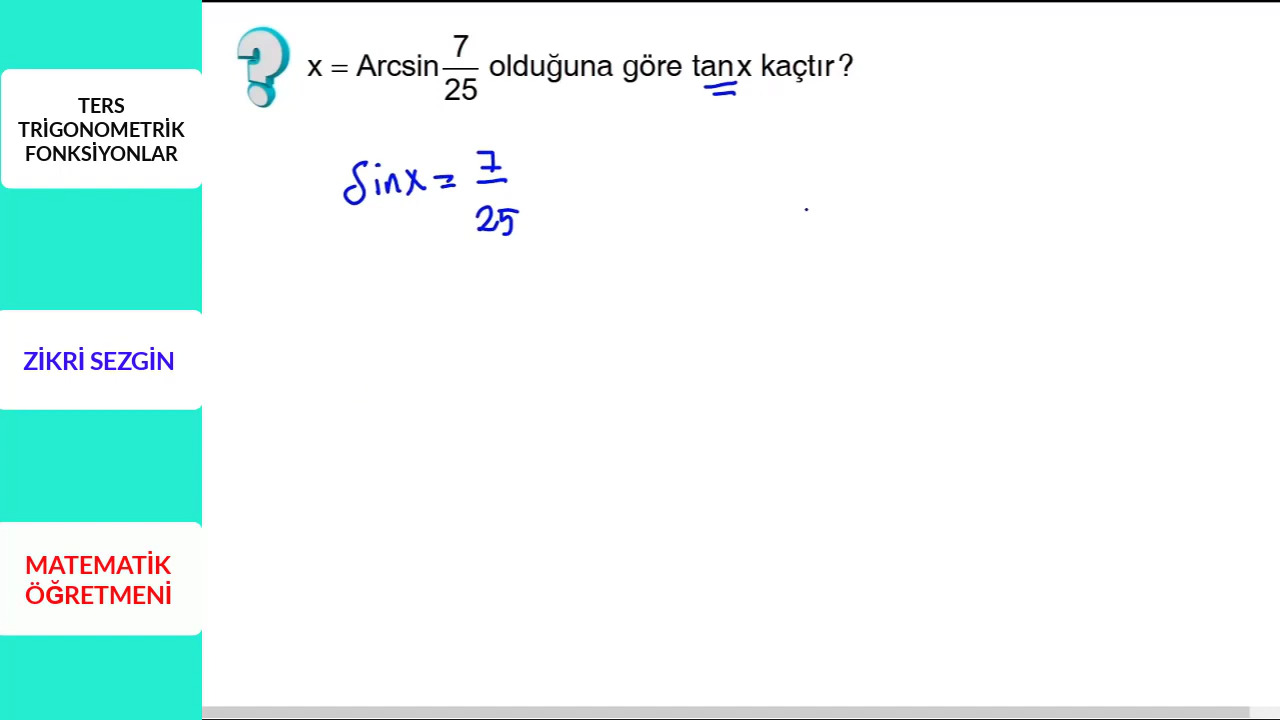 TERS
TRİGONOMETRİK
FONKSİYONLAR
ZİKRİ SEZGİN
MATEMATİK
ÖĞRETMENİ
x = Arcsin 7/25 olduğuna göre tanx kaçtır?
sinx = 7/25